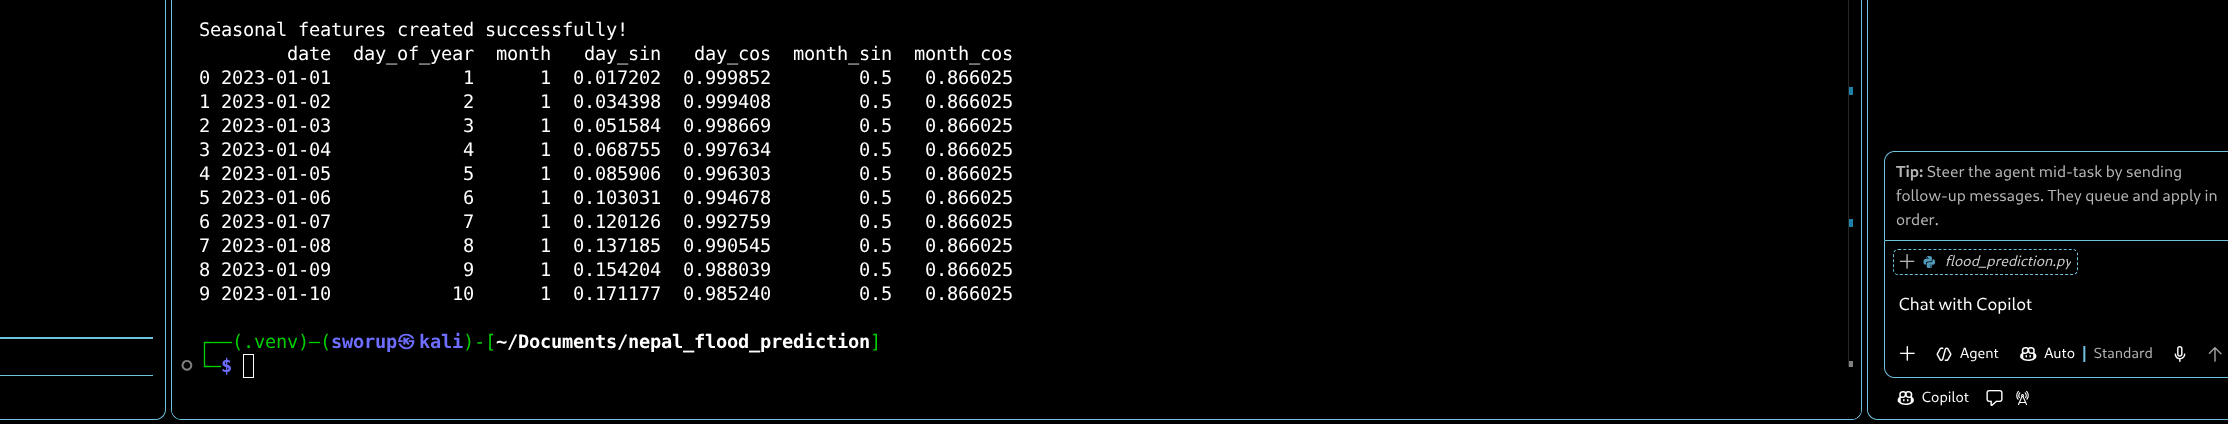 Seasonal features created successfully!
date day_of_year month day_sin day_cos month_sin month_cos
0 2023-01-01 1 1 0.017202 0.999852 0.5 0.866025
1 2023-01-02 2 1 0.034398 0.999408 0.5 0.866025
2 2023-01-03 3 1 0.051584 0.998669 0.5 0.866025
3 2023-01-04 4 1 0.068755 0.997634 0.5 0.866025
4 2023-01-05 5 1 0.085906 0.996303 0.5 0.866025
5 2023-01-06 6 1 0.103031 0.994678 0.5 0.866025
6 2023-01-07 7 1 0.120126 0.992759 0.5 0.866025
7 2023-01-08 8 1 0.137185 0.990545 0.5 0.866025
8 2023-01-09 9 1 0.154204 0.988039 0.5 0.866025
9 2023-01-10 10 1 0.171177 0.985240 0.5 0.866025
┌──(.venv)─(sworup㉿kali)-[~/Documents/nepal_flood_prediction]
└─$
Tip: Steer the agent mid-task by sending
follow-up messages. They queue and apply in
order.
flood_prediction.py
Chat with Copilot
Agent Auto | Standard
Copilot